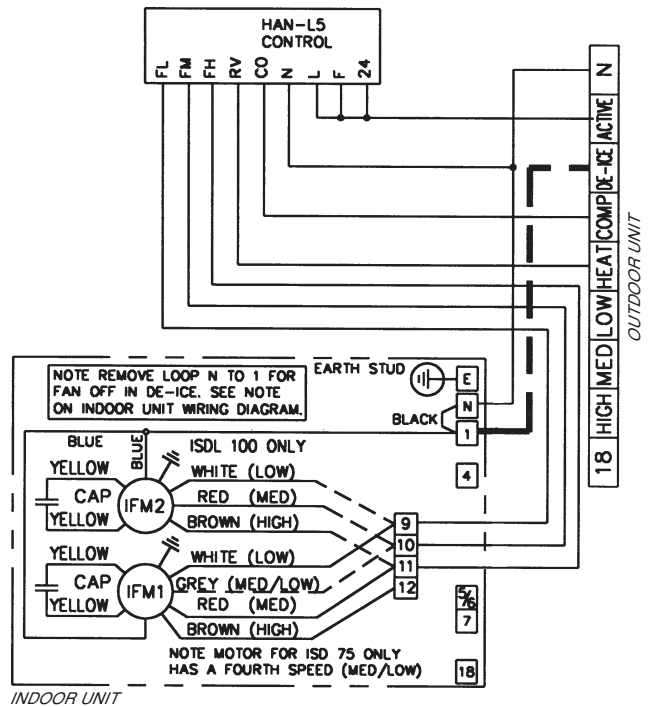 HAN-L5
CONTROL
FL FM FH RV CO N L F 24
N
ACTIVE
DE-ICE
COMP
HEAT
LOW
MED
HIGH
18
OUTDOOR UNIT
NOTE REMOVE LOOP N TO 1 FOR
FAN OFF IN DE-ICE. SEE NOTE
ON INDOOR UNIT WIRING DIAGRAM.
EARTH STUD
E
N
BLACK
1
BLUE
BLUE
ISDL 100 ONLY
4
YELLOW
WHITE (LOW)
CAP
IFM2
RED (MED)
YELLOW
BROWN (HIGH)
9
10
11
12
YELLOW
WHITE (LOW)
CAP
IFM1
GREY (MED/LOW)
YELLOW
RED (MED)
BROWN (HIGH)
5/6
7
NOTE MOTOR FOR ISD 75 ONLY
HAS A FOURTH SPEED (MED/LOW)
18
INDOOR UNIT